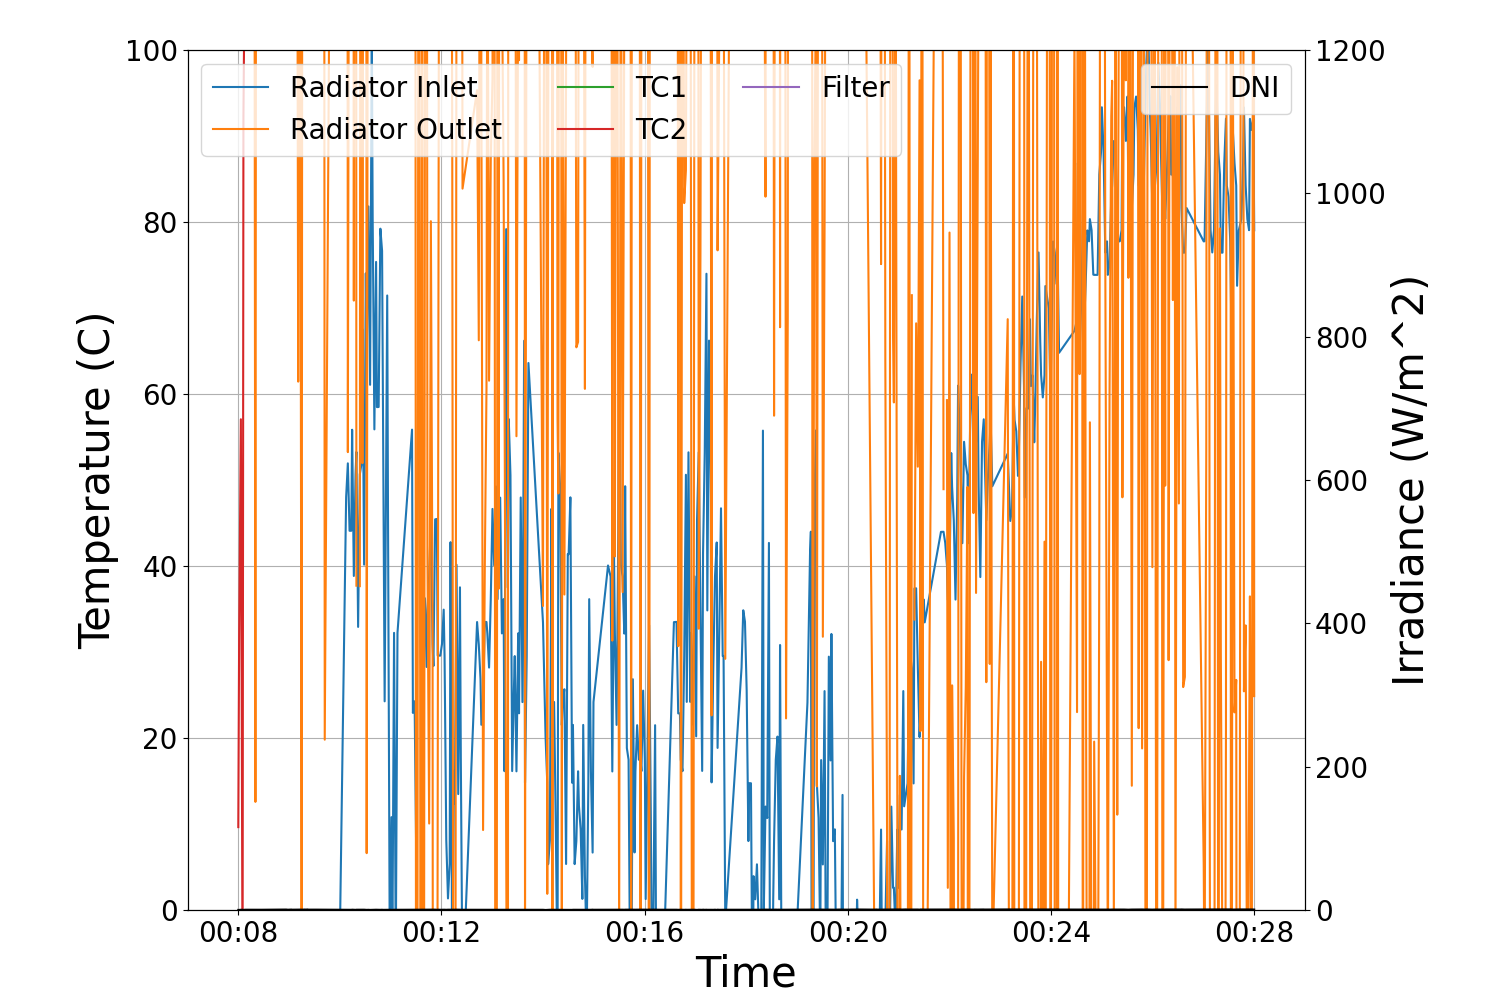 100
80
60
40
20
0
Temperature (C)
Radiator Inlet
Radiator Outlet
TC1
TC2
Filter
DNI
1200
1000
800
600
400
200
0
Irradiance (W/m^2)
00:08
00:12
00:16
00:20
00:24
00:28
Time